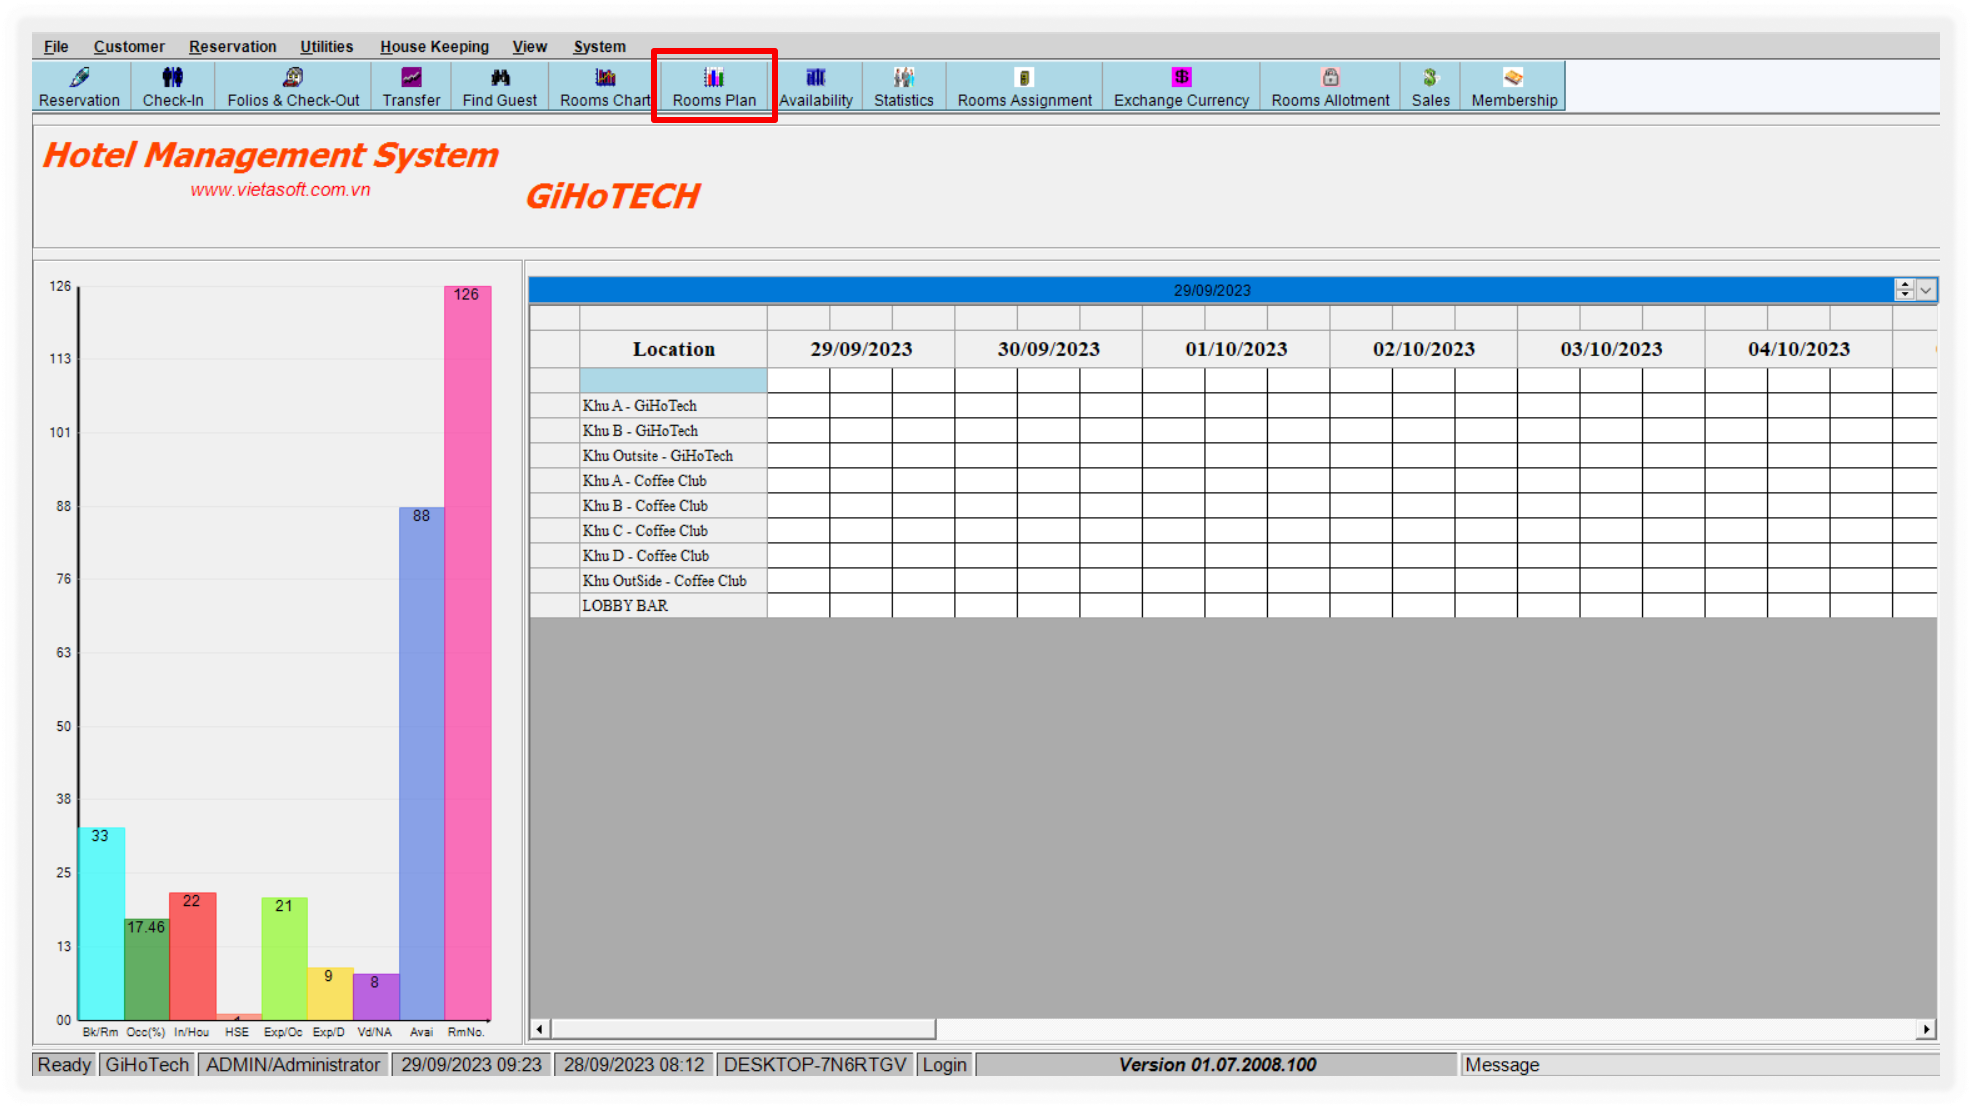 File Customer Reservation Utilities House Keeping View System
Reservation Check-In Folios & Check-Out Transfer Find Guest Rooms Chart Rooms Plan Availability Statistics Rooms Assignment Exchange Currency Rooms Allotment Sales Membership
Hotel Management System
www.vietasoft.com.vn
GiHoTECH
126
113
101
88
76
63
50
38
25
13
00
33
17.46
22
21
9
8
88
126
Bk/Rm Occ(%) In/Hou HSE Exp/Oc Exp/D Vd/NA Avai RmNo.
29/09/2023
Location 29/09/2023 30/09/2023 01/10/2023 02/10/2023 03/10/2023 04/10/2023
Khu A - GiHoTech
Khu B - GiHoTech
Khu Outsite - GiHoTech
Khu A - Coffee Club
Khu B - Coffee Club
Khu C - Coffee Club
Khu D - Coffee Club
Khu OutSide - Coffee Club
LOBBY BAR
Ready GiHoTech ADMIN/Administrator 29/09/2023 09:23 28/09/2023 08:12 DESKTOP-7N6RTGV Login Version 01.07.2008.100 Message